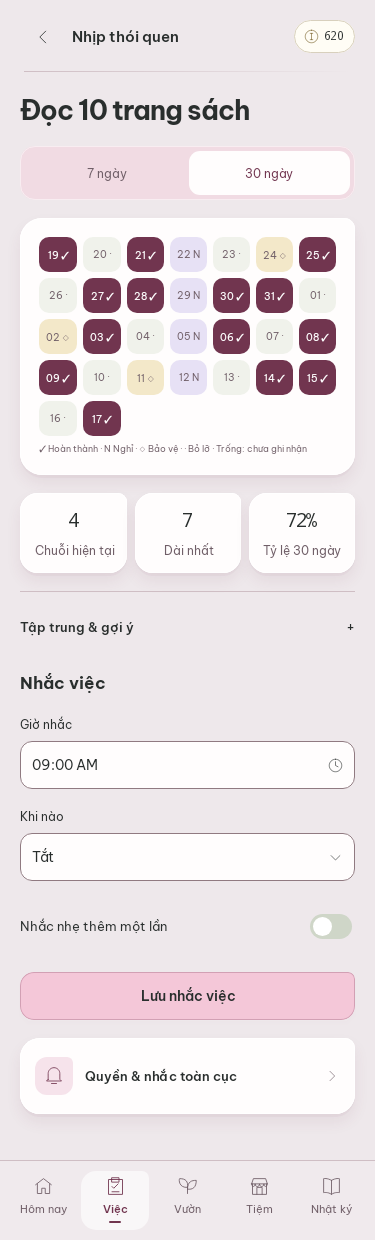 Nhịp thói quen
620
Đọc 10 trang sách
7 ngày 30 ngày
19 ✓ 20 · 21 ✓ 22 N 23 · 24 ◇ 25 ✓
26 · 27 ✓ 28 ✓ 29 N 30 ✓ 31 ✓ 01 ·
02 ◇ 03 ✓ 04 · 05 N 06 ✓ 07 · 08 ✓
09 ✓ 10 · 11 ◇ 12 N 13 · 14 ✓ 15 ✓
16 · 17 ✓
✓ Hoàn thành · N Nghỉ · ◇ Bảo vệ · · Bỏ lỡ · Trống: chưa ghi nhận
4 7 72%
Chuỗi hiện tại Dài nhất Tỷ lệ 30 ngày
Tập trung & gợi ý +
Nhắc việc
Giờ nhắc
09:00 AM
Khi nào
Tắt
Nhắc nhẹ thêm một lần
Lưu nhắc việc
Quyền & nhắc toàn cục
Hôm nay Việc Vườn Tiệm Nhật ký